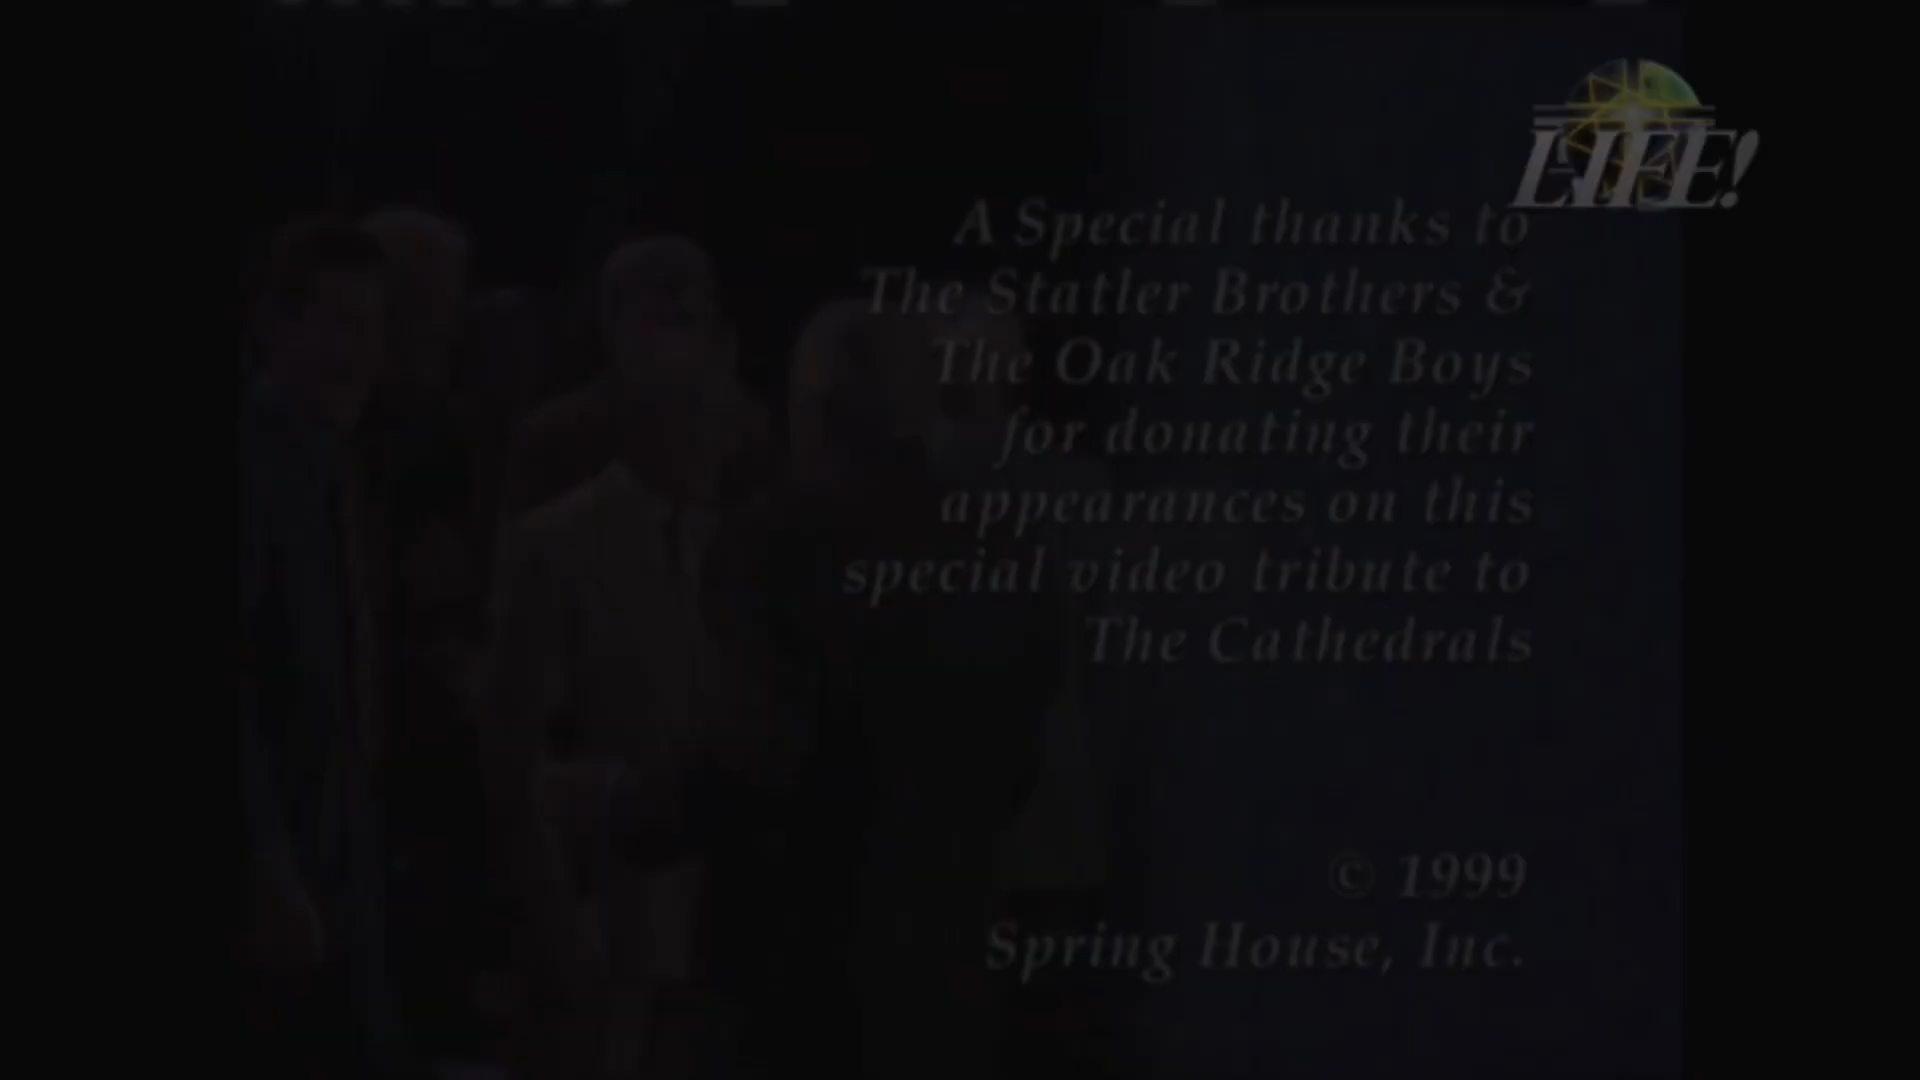 LIFE!
A Special thanks to
The Statler Brothers &
The Oak Ridge Boys
for donating their
appearances on this
special video tribute to
The Cathedrals
© 1999
Spring House, Inc.